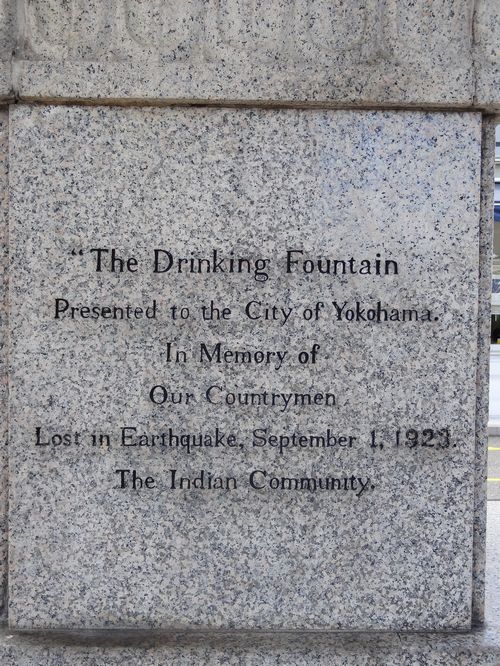 “The Drinking Fountain
Presented to the City of Yokohama.
In Memory of
Our Countrymen
Lost in Earthquake, September 1, 1923.
The Indian Community.